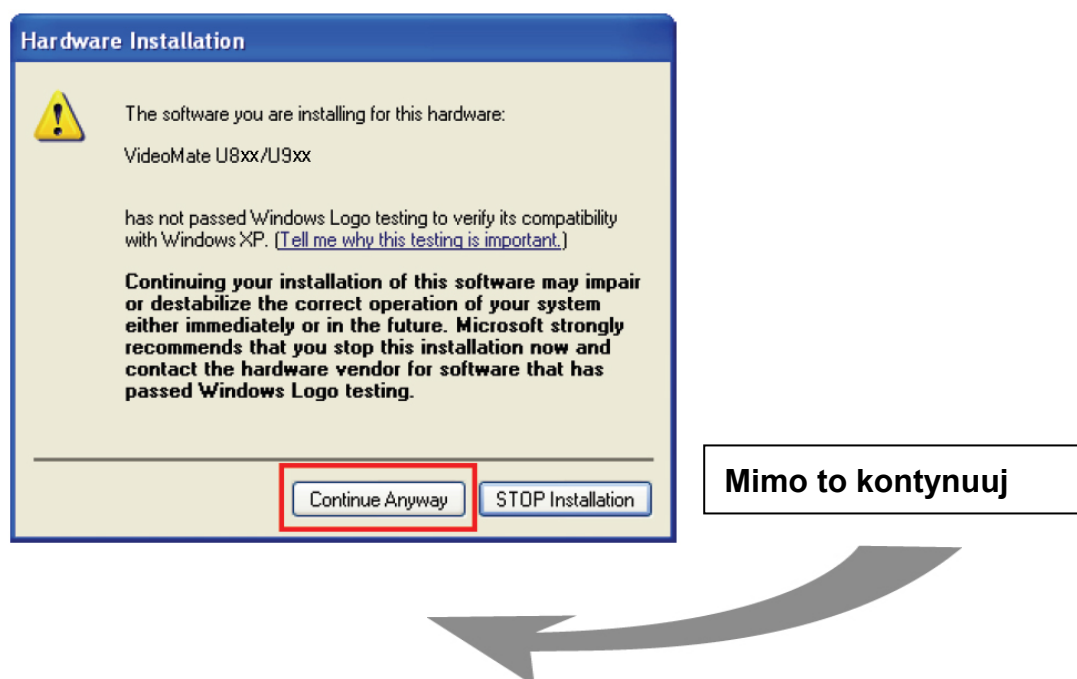 Hardware Installation
The software you are installing for this hardware:
VideoMate U8xx/U9xx
has not passed Windows Logo testing to verify its compatibility
with Windows XP. (Tell me why this testing is important.)
Continuing your installation of this software may impair
or destabilize the correct operation of your system
either immediately or in the future. Microsoft strongly
recommends that you stop this installation now and
contact the hardware vendor for software that has
passed Windows Logo testing.
Continue Anyway
STOP Installation
Mimo to kontynuuj